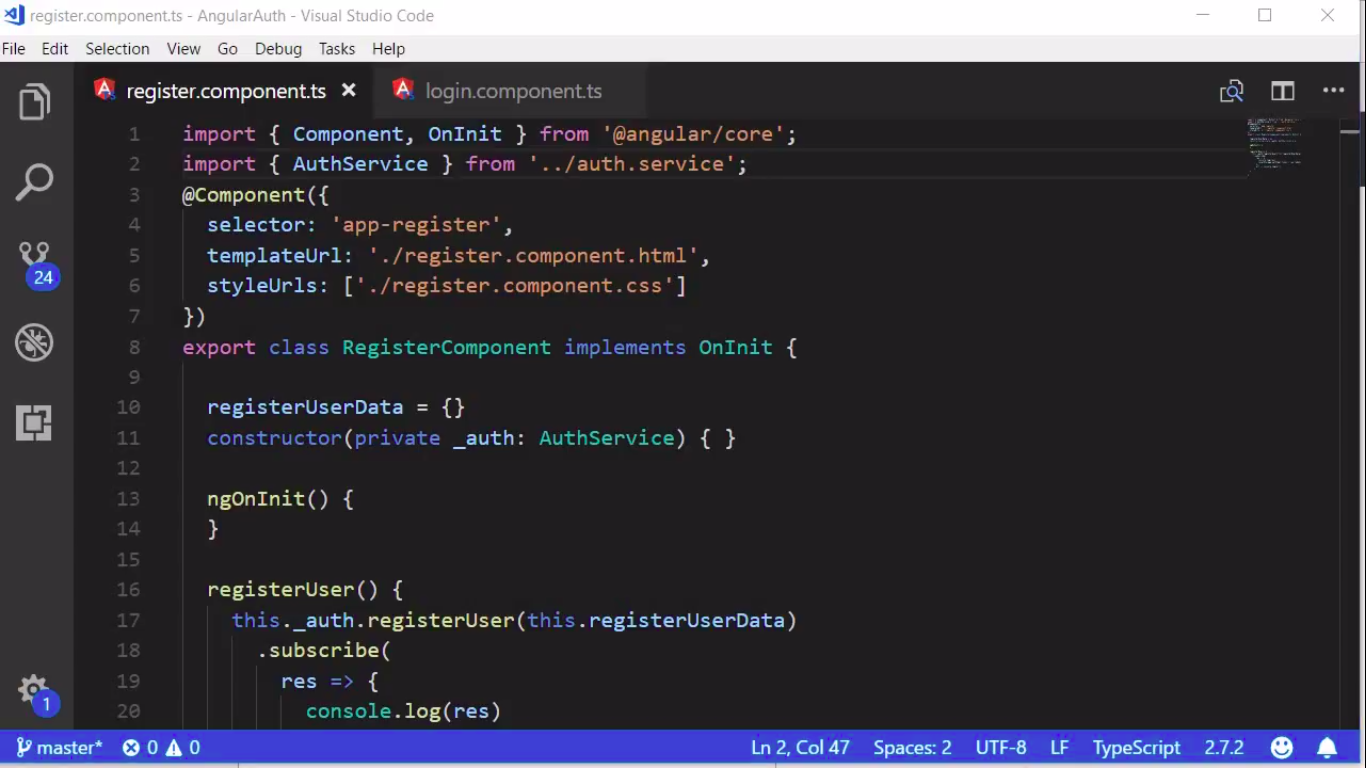 register.component.ts - AngularAuth - Visual Studio Code
File Edit Selection View Go Debug Tasks Help
register.component.ts login.component.ts
1 import { Component, OnInit } from '@angular/core';
2 import { AuthService } from '../auth.service';
3 @Component({
4 selector: 'app-register',
5 templateUrl: './register.component.html',
6 styleUrls: ['./register.component.css']
7 })
8 export class RegisterComponent implements OnInit {
9
10 registerUserData = {}
11 constructor(private _auth: AuthService) { }
12
13 ngOnInit() {
14 }
15
16 registerUser() {
17 this._auth.registerUser(this.registerUserData)
18 .subscribe(
19 res => {
20 console.log(res)
24
1
master* 0 0 Ln 2, Col 47 Spaces: 2 UTF-8 LF TypeScript 2.7.2